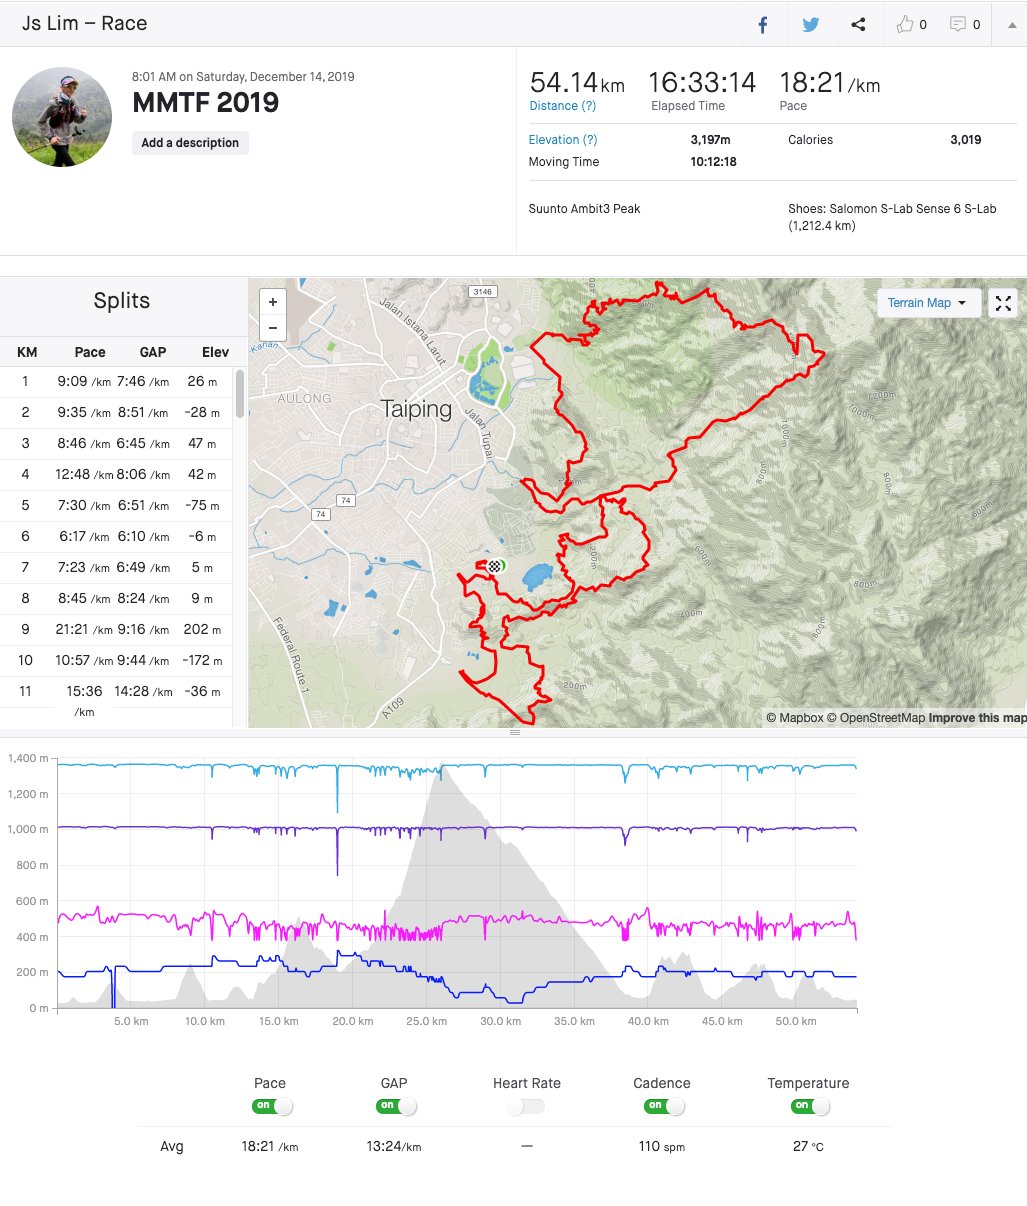 Js Lim – Race
0
0
8:01 AM on Saturday, December 14, 2019
MMTF 2019
Add a description
54.14km 16:33:14 18:21/km
Distance (?) Elapsed Time Pace
Elevation (?) 3,197m Calories 3,019
Moving Time 10:12:18
Suunto Ambit3 Peak Shoes: Salomon S-Lab Sense 6 S-Lab
(1,212.4 km)
Splits
KM Pace GAP Elev
1 9:09 /km 7:46 /km 26 m
2 9:35 /km 8:51 /km -28 m
3 8:46 /km 6:45 /km 47 m
4 12:48 /km 8:06 /km 42 m
5 7:30 /km 6:51 /km -75 m
6 6:17 /km 6:10 /km -6 m
7 7:23 /km 6:49 /km 5 m
8 8:45 /km 8:24 /km 9 m
9 21:21 /km 9:16 /km 202 m
10 10:57 /km 9:44 /km -172 m
11 15:36 /km 14:28 /km -36 m
+
−
Terrain Map
3146
Jalan Istana Larut
AULONG
Taiping
Jalan Tupai
74
74
Federal Route 1
A109
200m
200m
400m
600m
600m
800m
800m
800m
800m
1000m
1000m
1200m
© Mapbox © OpenStreetMap Improve this map
1,400 m
1,200 m
1,000 m
800 m
600 m
400 m
200 m
0 m
5.0 km 10.0 km 15.0 km 20.0 km 25.0 km 30.0 km 35.0 km 40.0 km 45.0 km 50.0 km
Pace GAP Heart Rate Cadence Temperature
on on on on
Avg 18:21 /km 13:24/km — 110 spm 27 °C